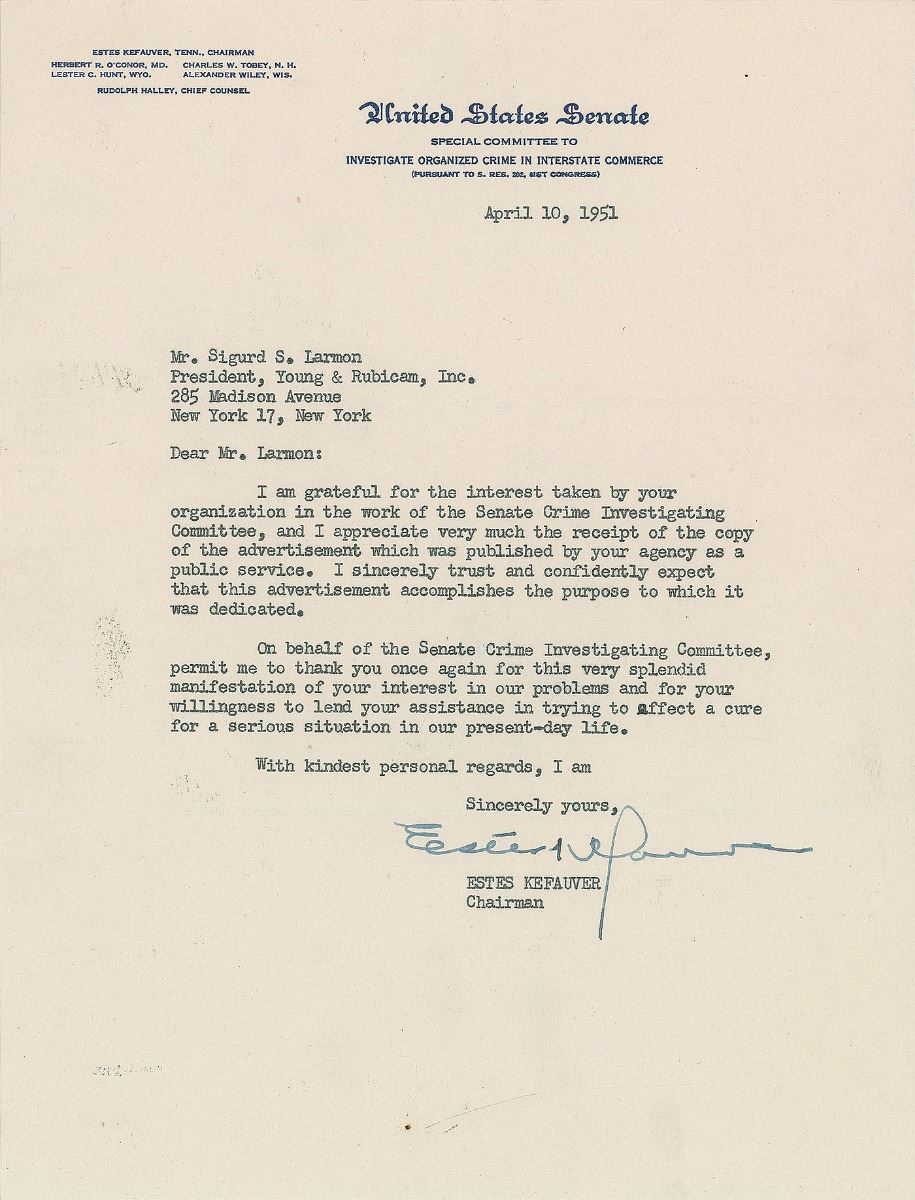 ESTES KEFAUVER, TENN., CHAIRMAN
HERBERT R. O'CONOR, MD. CHARLES W. TOBEY, N. H.
LESTER C. HUNT, WYO. ALEXANDER WILEY, WIS.
RUDOLPH HALLEY, CHIEF COUNSEL
United States Senate
SPECIAL COMMITTEE TO
INVESTIGATE ORGANIZED CRIME IN INTERSTATE COMMERCE
(PURSUANT TO S. RES. 202, 81ST CONGRESS)
April 10, 1951
Mr. Sigurd S. Larmon
President, Young & Rubicam, Inc.
285 Madison Avenue
New York 17, New York
Dear Mr. Larmon:
I am grateful for the interest taken by your
organization in the work of the Senate Crime Investigating
Committee, and I appreciate very much the receipt of the copy
of the advertisement which was published by your agency as a
public service. I sincerely trust and confidently expect
that this advertisement accomplishes the purpose to which it
was dedicated.
On behalf of the Senate Crime Investigating Committee,
permit me to thank you once again for this very splendid
manifestation of your interest in our problems and for your
willingness to lend your assistance in trying to affect a cure
for a serious situation in our present-day life.
With kindest personal regards, I am
Sincerely yours,
Estes Kefauver
ESTES KEFAUVER
Chairman